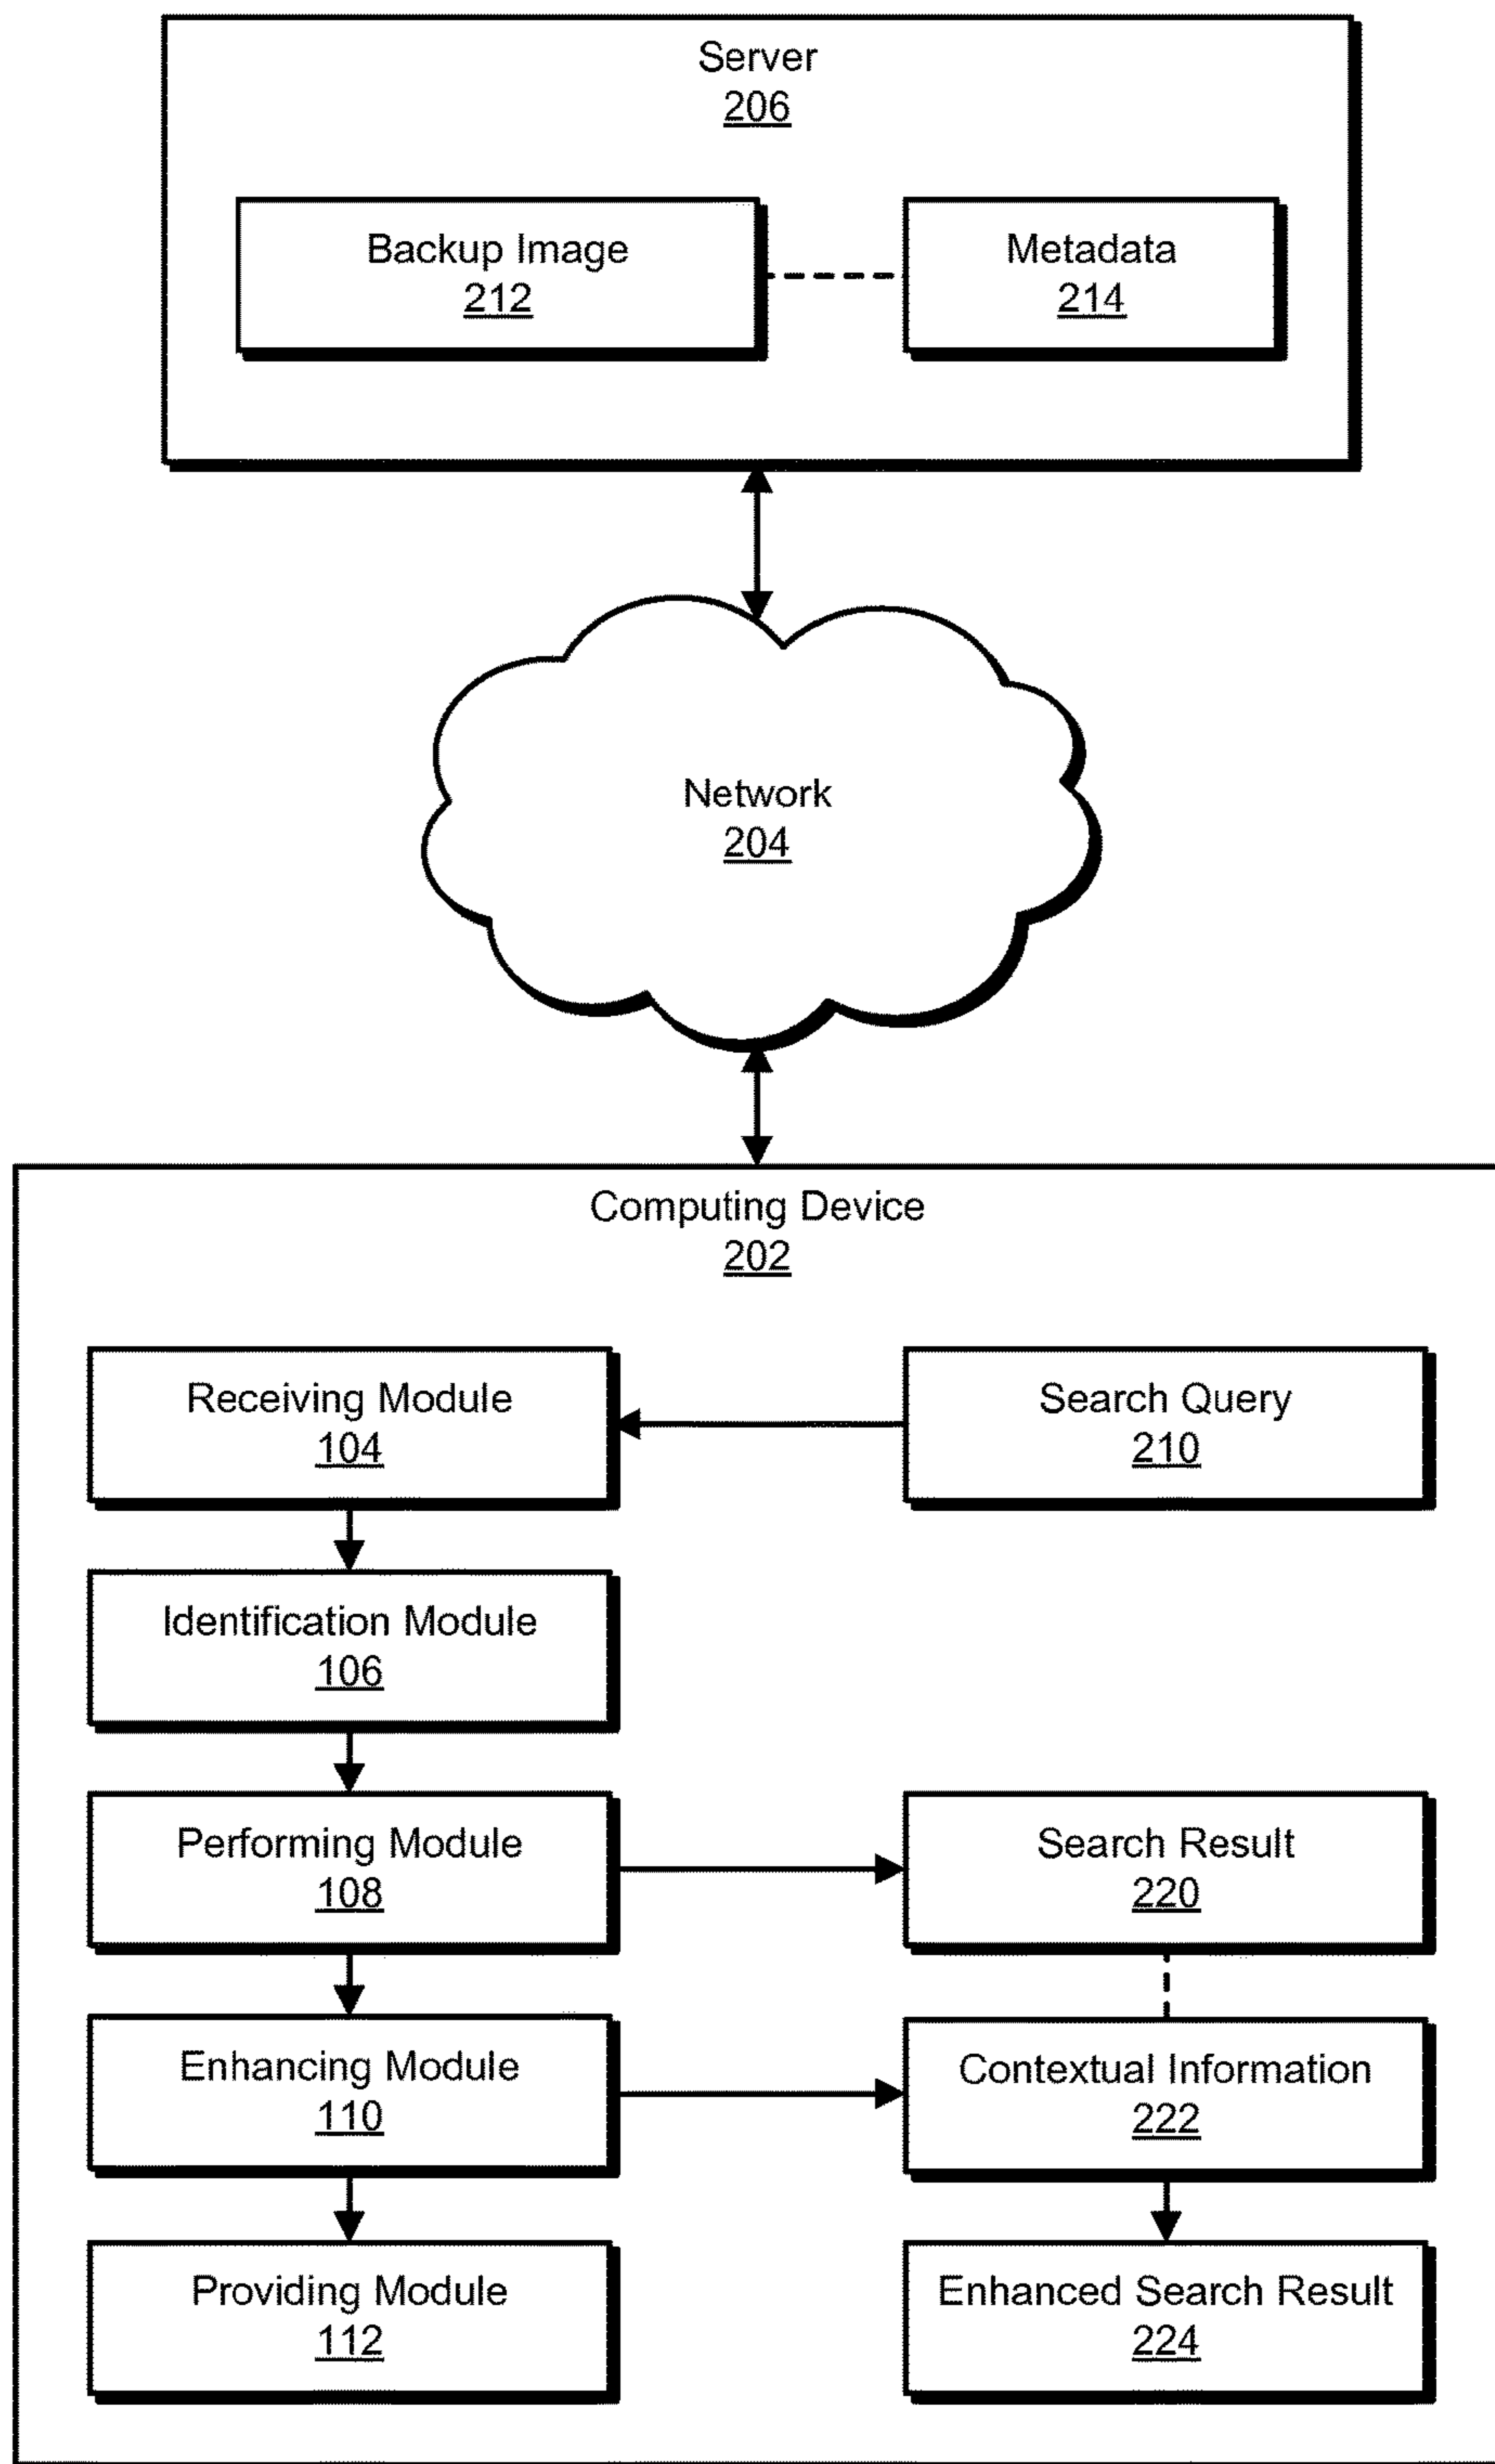 Server
206
Backup Image
212
Metadata
214
Network
204
Computing Device
202
Receiving Module
104
Search Query
210
Identification Module
106
Performing Module
108
Search Result
220
Enhancing Module
110
Contextual Information
222
Providing Module
112
Enhanced Search Result
224